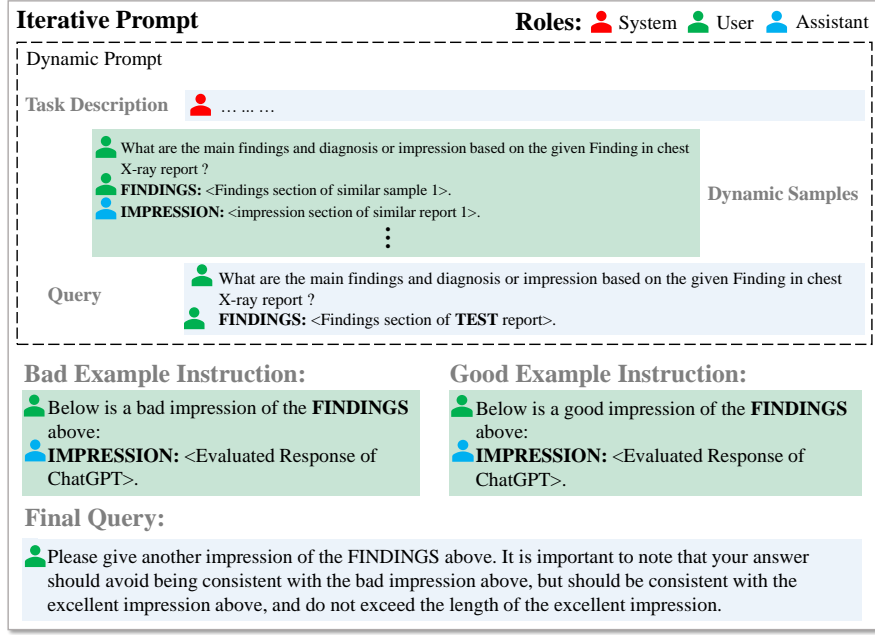 Iterative Prompt
Roles: System User Assistant
Dynamic Prompt
Task Description
... ... ...
What are the main findings and diagnosis or impression based on the given Finding in chest
X-ray report ?
FINDINGS: <Findings section of similar sample 1>.
IMPRESSION: <impression section of similar report 1>.
⋮
Dynamic Samples
Query
What are the main findings and diagnosis or impression based on the given Finding in chest
X-ray report ?
FINDINGS: <Findings section of TEST report>.
Bad Example Instruction:
Below is a bad impression of the FINDINGS
above:
IMPRESSION: <Evaluated Response of
ChatGPT>.
Good Example Instruction:
Below is a good impression of the FINDINGS
above:
IMPRESSION: <Evaluated Response of
ChatGPT>.
Final Query:
Please give another impression of the FINDINGS above. It is important to note that your answer
should avoid being consistent with the bad impression above, but should be consistent with the
excellent impression above, and do not exceed the length of the excellent impression.